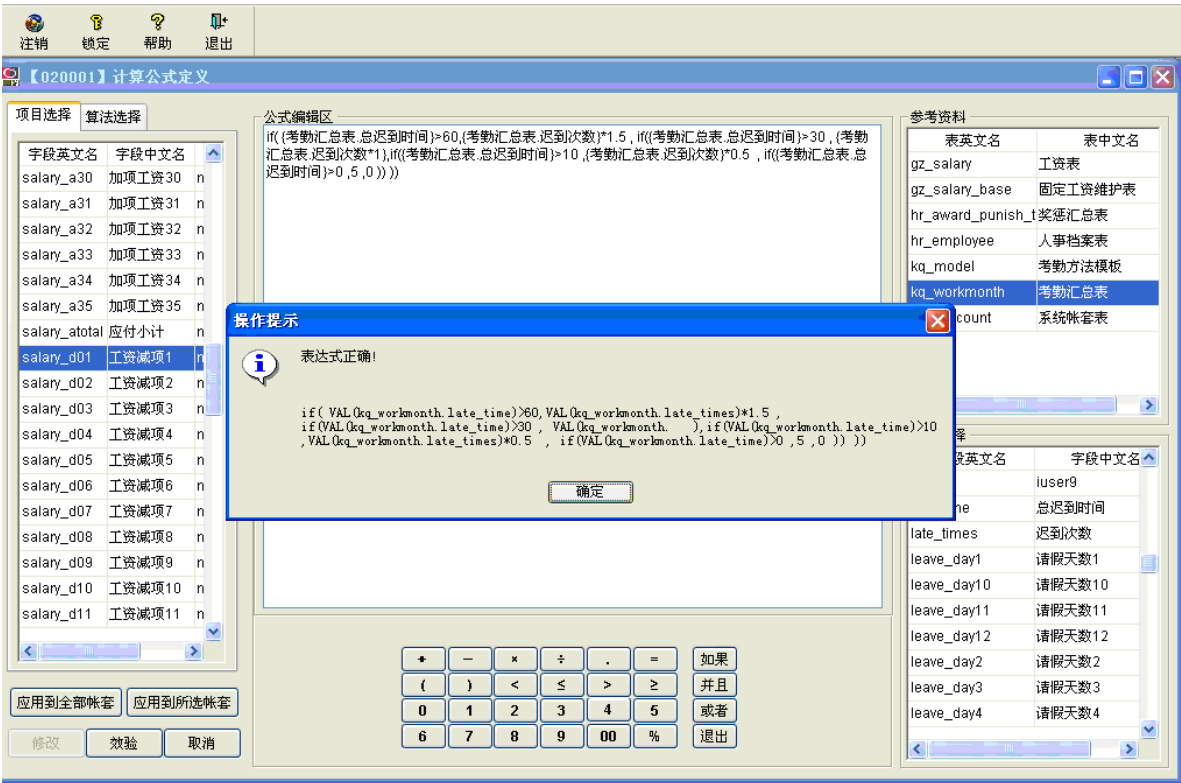 注销 锁定 帮助 退出
【020001】计算公式定义
项目选择 算法选择
字段英文名 字段中文名
salary_a30 加项工资30 n
salary_a31 加项工资31 n
salary_a32 加项工资32 n
salary_a33 加项工资33 n
salary_a34 加项工资34 n
salary_a35 加项工资35 n
salary_atotal 应付小计 n
salary_d01 工资减项1 n
salary_d02 工资减项2 n
salary_d03 工资减项3 n
salary_d04 工资减项4 n
salary_d05 工资减项5 n
salary_d06 工资减项6 n
salary_d07 工资减项7 n
salary_d08 工资减项8 n
salary_d09 工资减项9 n
salary_d10 工资减项10 n
salary_d11 工资减项11 n
应用到全部帐套 应用到所选帐套
修改 效验 取消
公式编辑区
if( {考勤汇总表.总迟到时间}>60,{考勤汇总表.迟到次数}*1.5 , if({考勤汇总表.总迟到时间}>30 , {考勤
汇总表.迟到次数*1},if({考勤汇总表.总迟到时间}>10 ,{考勤汇总表.迟到次数}*0.5 , if({考勤汇总表.总
迟到时间}>0 ,5 ,0 )) ))
操作提示
表达式正确!
if( VAL(kq_workmonth.late_time)>60,VAL(kq_workmonth.late_times)*1.5 ,
if(VAL(kq_workmonth.late_time)>30 , VAL(kq_workmonth. ),if(VAL(kq_workmonth.late_time)>10
,VAL(kq_workmonth.late_times)*0.5 , if(VAL(kq_workmonth.late_time)>0 ,5 ,0 )) ))
确定
+ − × ÷ . = 如果
( ) < ≤ > ≥ 并且
0 1 2 3 4 5 或者
6 7 8 9 00 % 退出
参考资料
表英文名 表中文名
gz_salary 工资表
gz_salary_base 固定工资维护表
hr_award_punish_t 奖惩汇总表
hr_employee 人事档案表
kq_model 考勤方法模板
kq_workmonth 考勤汇总表
count 系统帐套表
择
段英文名 字段中文名
iuser9
ne 总迟到时间
late_times 迟到次数
leave_day1 请假天数1
leave_day10 请假天数10
leave_day11 请假天数11
leave_day12 请假天数12
leave_day2 请假天数2
leave_day3 请假天数3
leave_day4 请假天数4